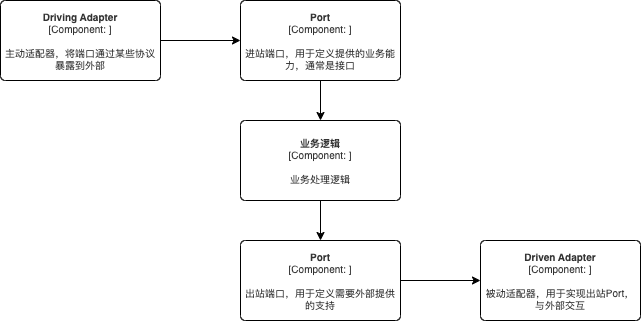 Driving Adapter
[Component: ]
主动适配器，将端口通过某些协议
暴露到外部
Port
[Component: ]
进站端口，用于定义提供的业务能
力，通常是接口
业务逻辑
[Component: ]
业务处理逻辑
Port
[Component: ]
出站端口，用于定义需要外部提供
的支持
Driven Adapter
[Component: ]
被动适配器，用于实现出站Port，
与外部交互